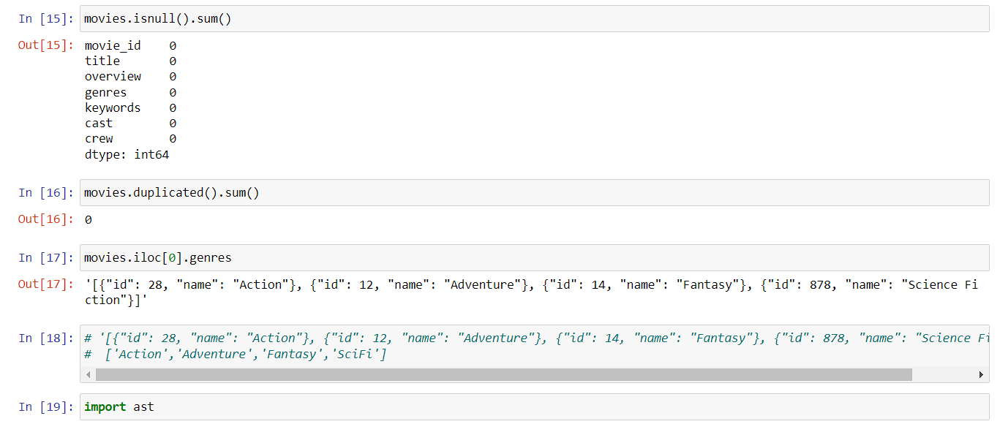 In [15]: movies.isnull().sum()
Out[15]: movie_id    0
title       0
overview    0
genres      0
keywords    0
cast        0
crew        0
dtype: int64
In [16]: movies.duplicated().sum()
Out[16]: 0
In [17]: movies.iloc[0].genres
Out[17]: '[{"id": 28, "name": "Action"}, {"id": 12, "name": "Adventure"}, {"id": 14, "name": "Fantasy"}, {"id": 878, "name": "Science Fi
ction"}]'
In [18]: # '[{"id": 28, "name": "Action"}, {"id": 12, "name": "Adventure"}, {"id": 14, "name": "Fantasy"}, {"id": 878, "name": "Science Fi
#  ['Action','Adventure','Fantasy','SciFi']
In [19]: import ast